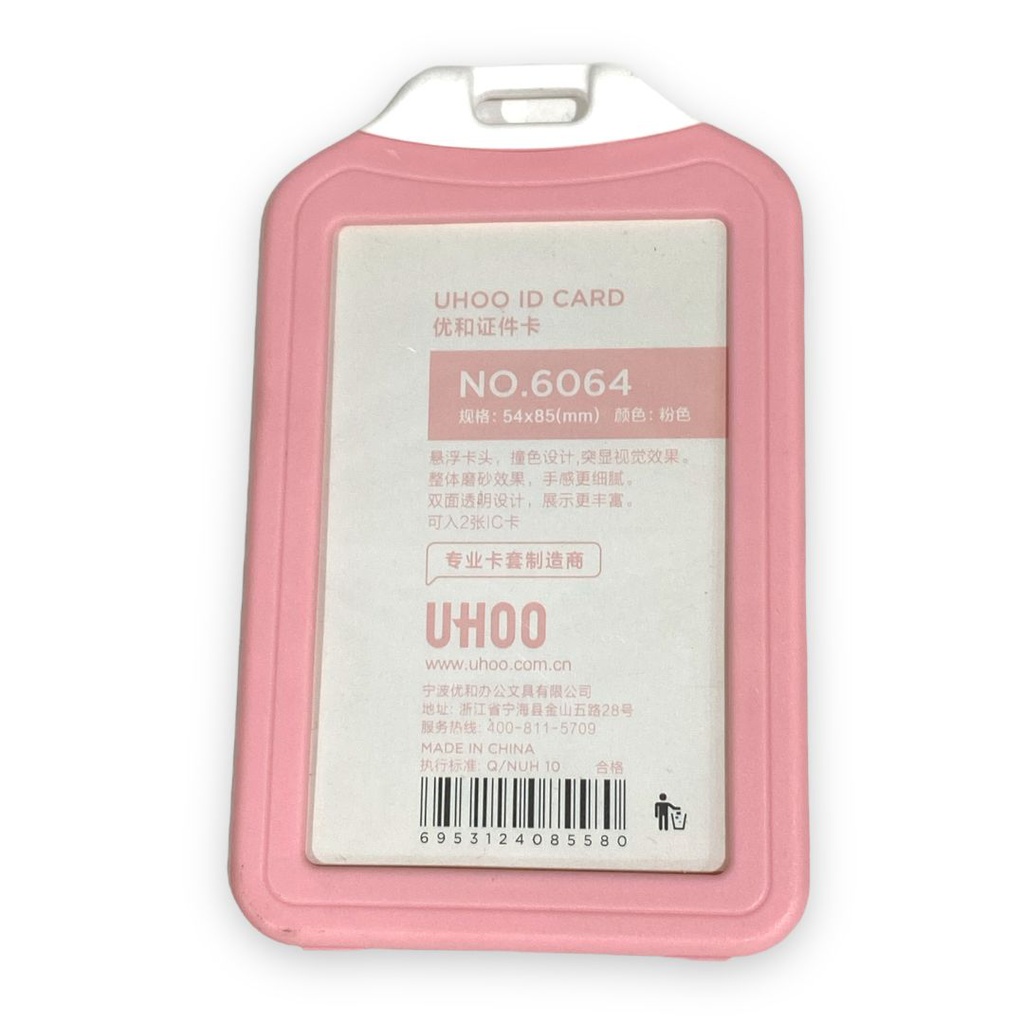 UHOO ID CARD
优和证件卡
NO.6064
规格: 54x85(mm) 颜色: 粉色
悬浮卡头，撞色设计,突显视觉效果。
整体磨砂效果，手感更细腻。
双面透明设计，展示更丰富。
可入2张IC卡
专业卡套制造商
UHOO
www.uhoo.com.cn
宁波优和办公文具有限公司
地址: 浙江省宁海县金山五路28号
服务热线: 400-811-5709
MADE IN CHINA
执行标准: Q/NUH 10 合格
6953124085580